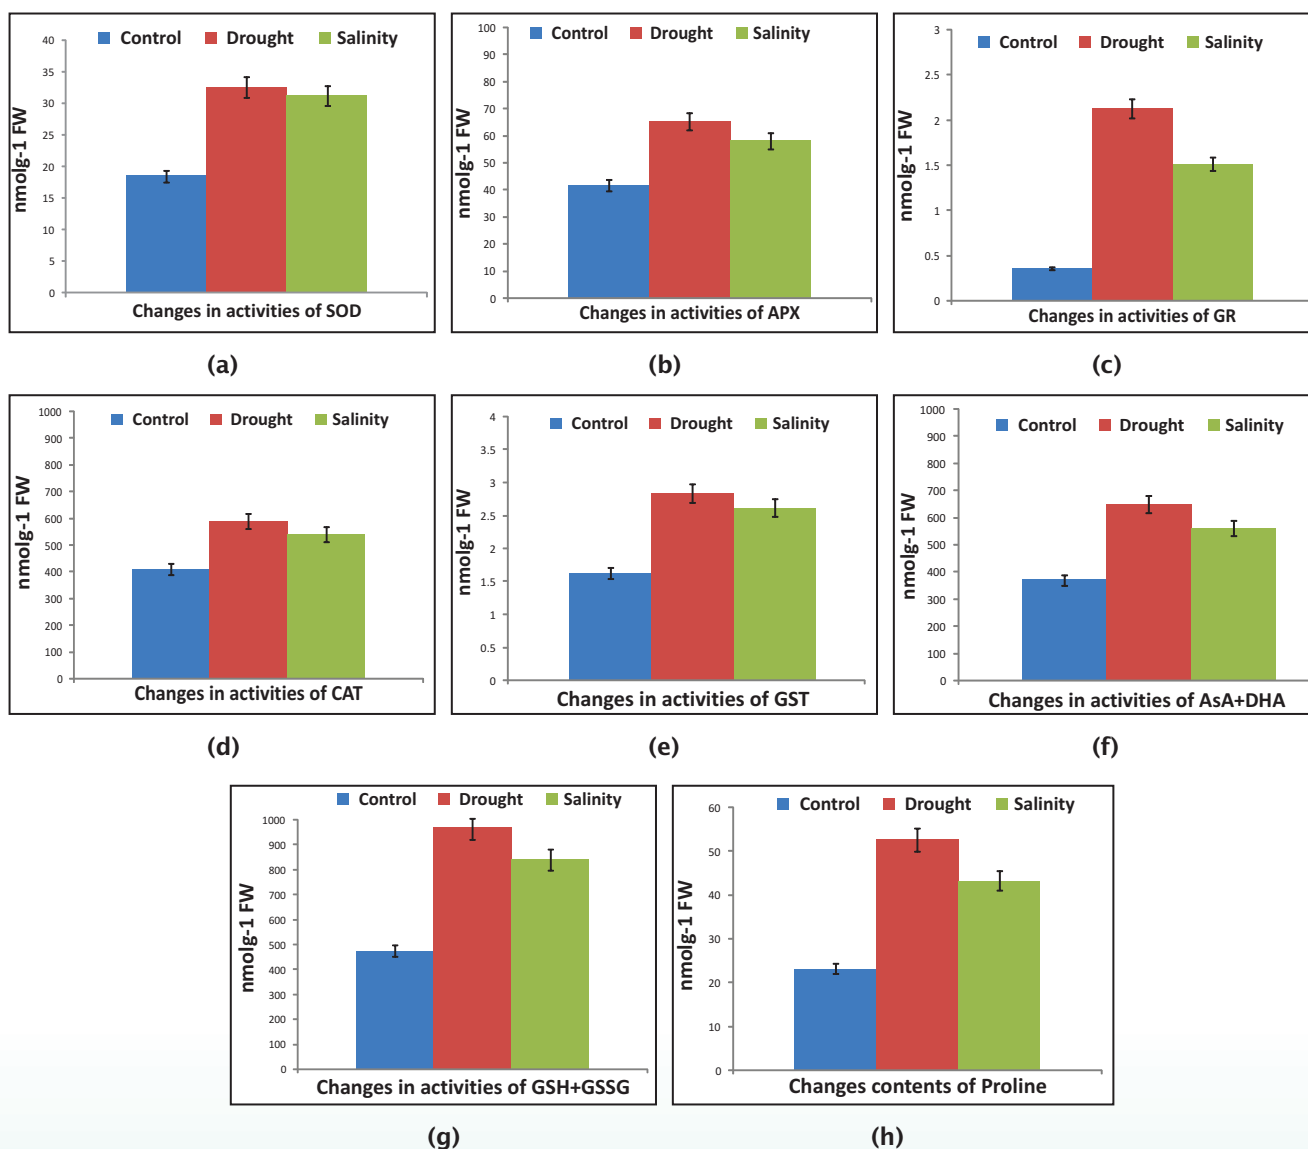 Control Drought Salinity
40
35
30
25
20
15
10
5
0
nmolg-1 FW
Changes in activities of SOD
(a)
Control Drought Salinity
100
90
80
70
60
50
40
30
20
10
0
nmolg-1 FW
Changes in activities of APX
(b)
Control Drought Salinity
3
2.5
2
1.5
1
0.5
0
nmolg-1 FW
Changes in activities of GR
(c)
Control Drought Salinity
1000
900
800
700
600
500
400
300
200
100
0
nmolg-1 FW
Changes in activities of CAT
(d)
Control Drought Salinity
4
3.5
3
2.5
2
1.5
1
0.5
0
nmolg-1 FW
Changes in activities of GST
(e)
Control Drought Salinity
1000
900
800
700
600
500
400
300
200
100
0
nmolg-1 FW
Changes in activities of AsA+DHA
(f)
Control Drought Salinity
1000
900
800
700
600
500
400
300
200
100
0
nmolg-1 FW
Changes in activities of GSH+GSSG
(g)
Control Drought Salinity
60
50
40
30
20
10
0
nmolg-1 FW
Changes contents of Proline
(h)